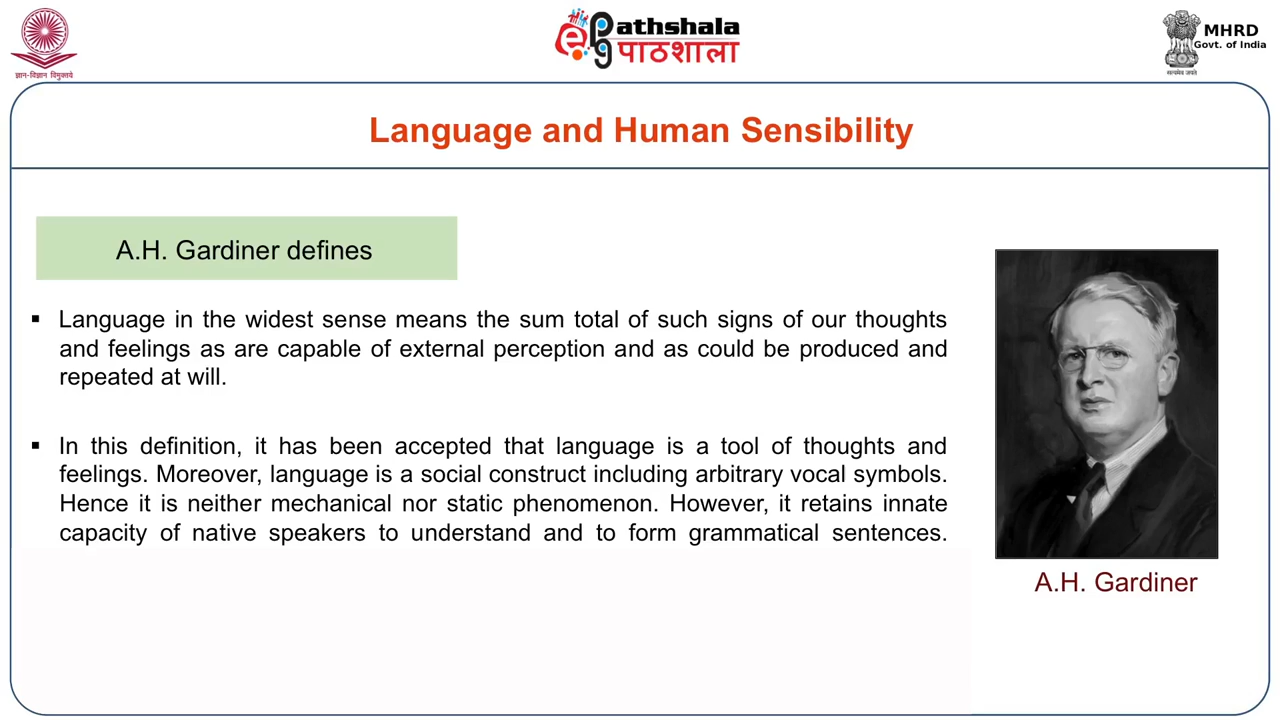 ज्ञान-विज्ञान विमुक्तये
ePg Pathshala
पाठशाला
MHRD
Govt. of India
सत्यमेव जयते
Language and Human Sensibility
A.H. Gardiner defines
▪ Language in the widest sense means the sum total of such signs of our thoughts
and feelings as are capable of external perception and as could be produced and
repeated at will.
▪ In this definition, it has been accepted that language is a tool of thoughts and
feelings. Moreover, language is a social construct including arbitrary vocal symbols.
Hence it is neither mechanical nor static phenomenon. However, it retains innate
capacity of native speakers to understand and to form grammatical sentences.
A.H. Gardiner